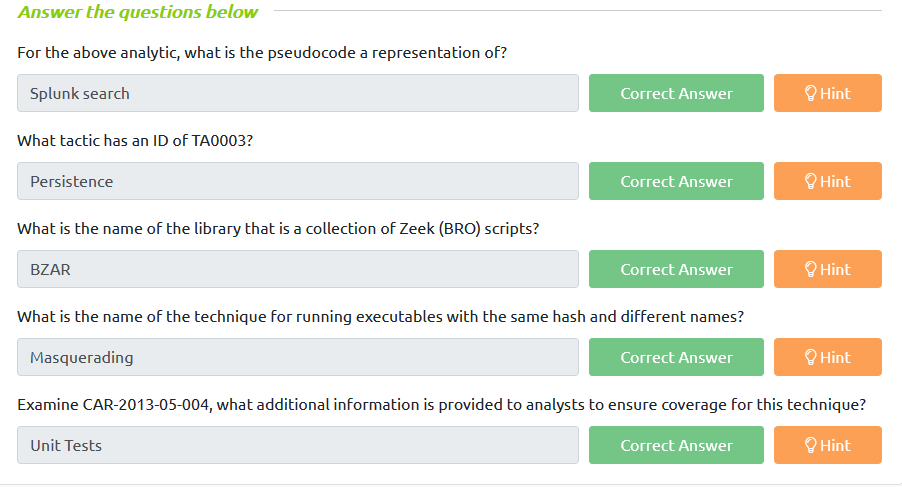 Answer the questions below
For the above analytic, what is the pseudocode a representation of?
Splunk search Correct Answer Hint
What tactic has an ID of TA0003?
Persistence Correct Answer Hint
What is the name of the library that is a collection of Zeek (BRO) scripts?
BZAR Correct Answer Hint
What is the name of the technique for running executables with the same hash and different names?
Masquerading Correct Answer Hint
Examine CAR-2013-05-004, what additional information is provided to analysts to ensure coverage for this technique?
Unit Tests Correct Answer Hint